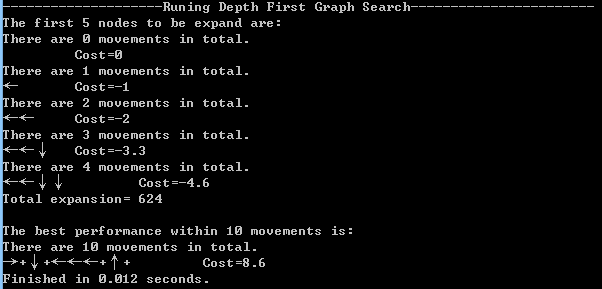 --------------------Runing Depth First Graph Search-----------------------
The first 5 nodes to be expand are:
There are 0 movements in total.
Cost=0
There are 1 movements in total.
← Cost=-1
There are 2 movements in total.
←← Cost=-2
There are 3 movements in total.
←←↓ Cost=-3.3
There are 4 movements in total.
←←↓↓ Cost=-4.6
Total expansion= 624
The best performance within 10 movements is:
There are 10 movements in total.
→+↓+←←←+↑+ Cost=8.6
Finished in 0.012 seconds.